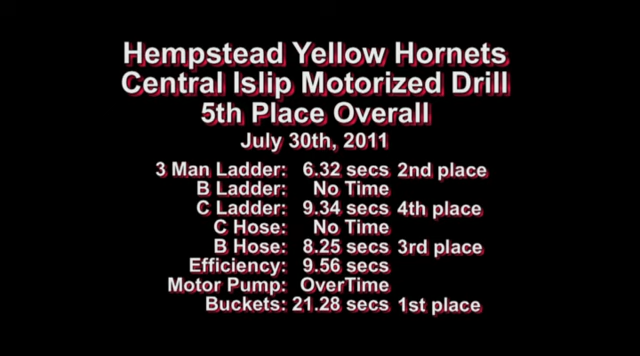 Hempstead Yellow Hornets
Central Islip Motorized Drill
5th Place Overall
July 30th, 2011
3 Man Ladder: 6.32 secs 2nd place
B Ladder: No Time
C Ladder: 9.34 secs 4th place
C Hose: No Time
B Hose: 8.25 secs 3rd place
Efficiency: 9.56 secs
Motor Pump: OverTime
Buckets: 21.28 secs 1st place